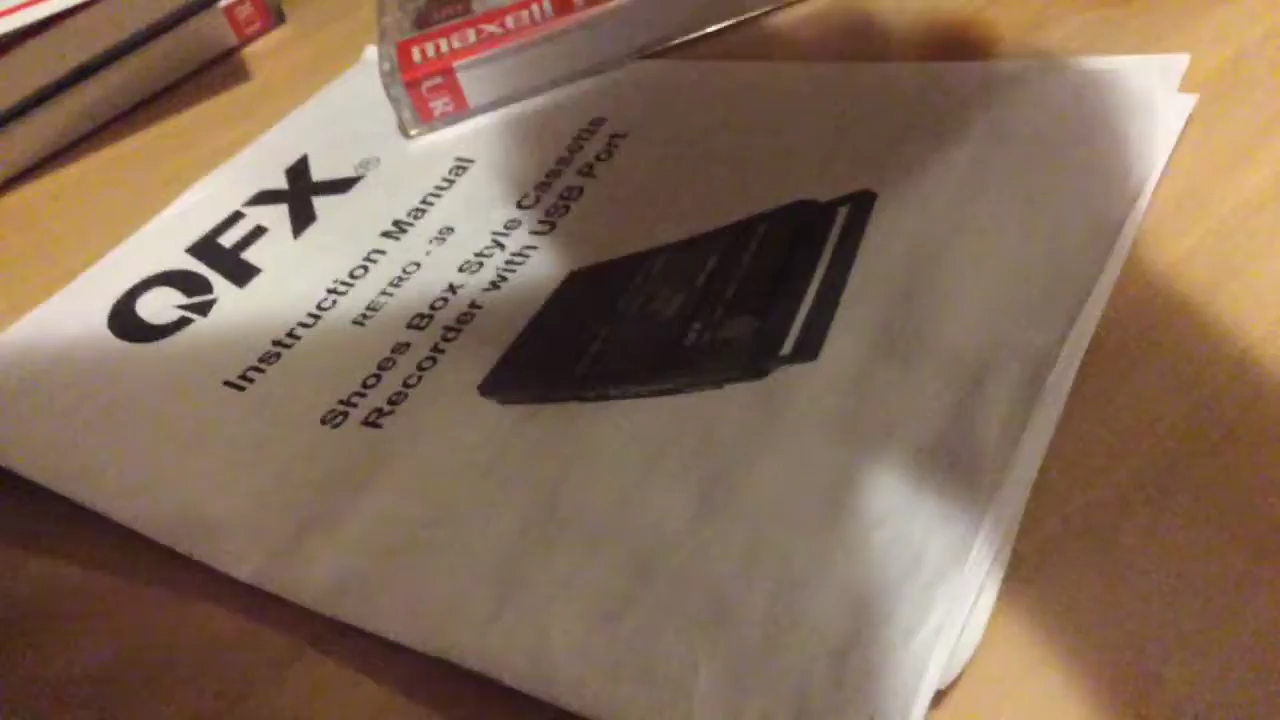 maxell
UR
QFX®
Instruction Manual
RETRO - 39
Shoes Box Style Cassette
Recorder with USB Port